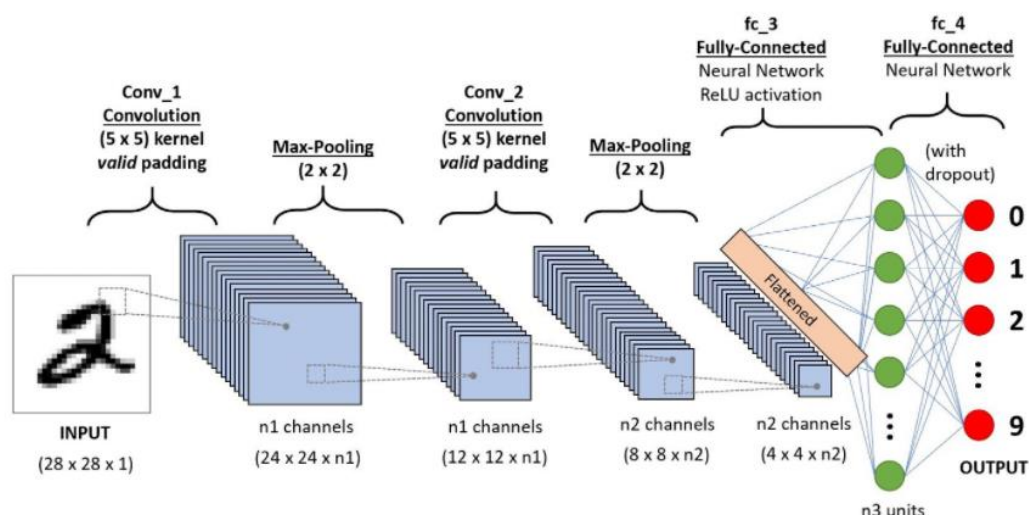 Conv_1
Convolution
(5 x 5) kernel
valid padding
Max-Pooling
(2 x 2)
Conv_2
Convolution
(5 x 5) kernel
valid padding
Max-Pooling
(2 x 2)
fc_3
Fully-Connected
Neural Network
ReLU activation
fc_4
Fully-Connected
Neural Network
(with
dropout)
2
INPUT
(28 x 28 x 1)
n1 channels
(24 x 24 x n1)
n1 channels
(12 x 12 x n1)
n2 channels
(8 x 8 x n2)
n2 channels
(4 x 4 x n2)
Flattened
n3 units
0
1
2
9
OUTPUT